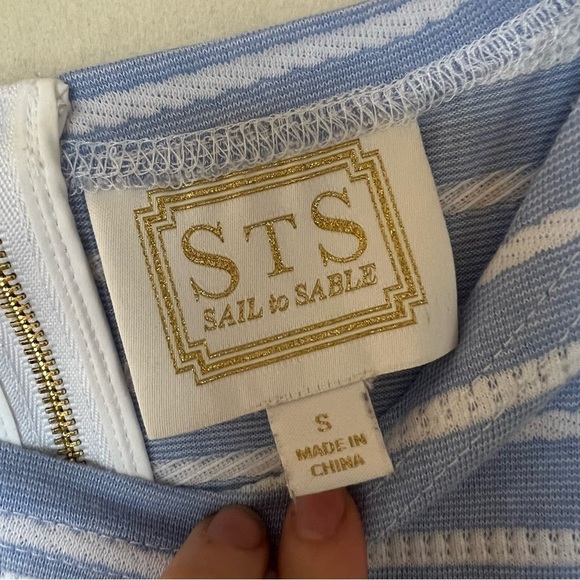 STS
SAIL to SABLE
S
MADE IN
CHINA